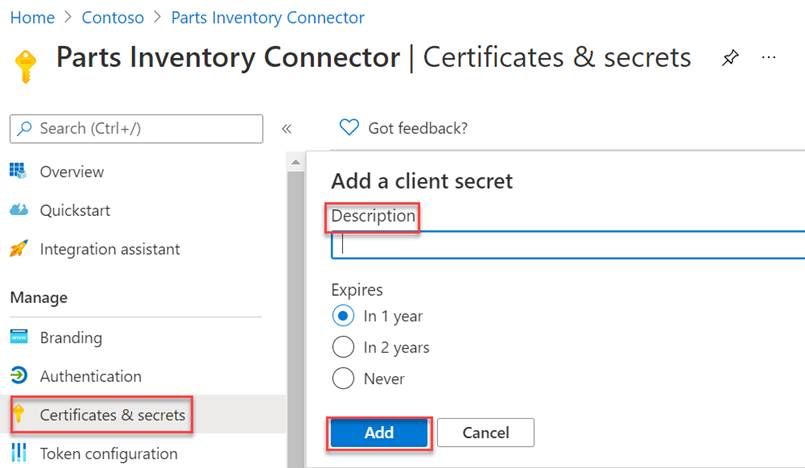 Home > Contoso > Parts Inventory Connector
Parts Inventory Connector | Certificates & secrets
Search (Ctrl+/)
Got feedback?
Overview
Quickstart
Integration assistant
Manage
Branding
Authentication
Certificates & secrets
Token configuration
Add a client secret
Description
Expires
In 1 year
In 2 years
Never
Add
Cancel